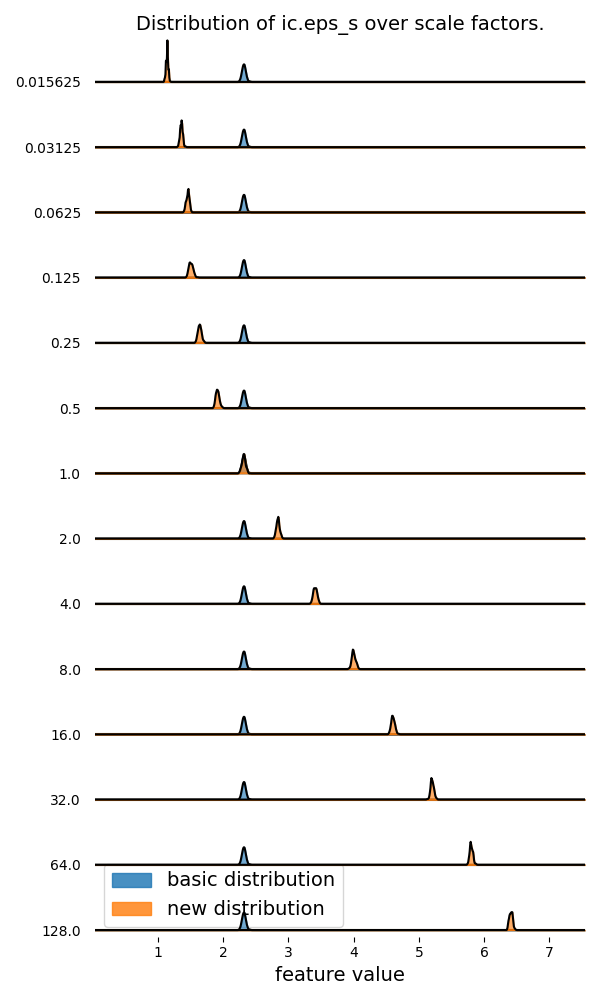 Distribution of ic.eps_s over scale factors.
0.015625
0.03125
0.0625
0.125
0.25
0.5
1.0
2.0
4.0
8.0
16.0
32.0
64.0
basic distribution
new distribution
128.0
1 2 3 4 5 6 7
feature value